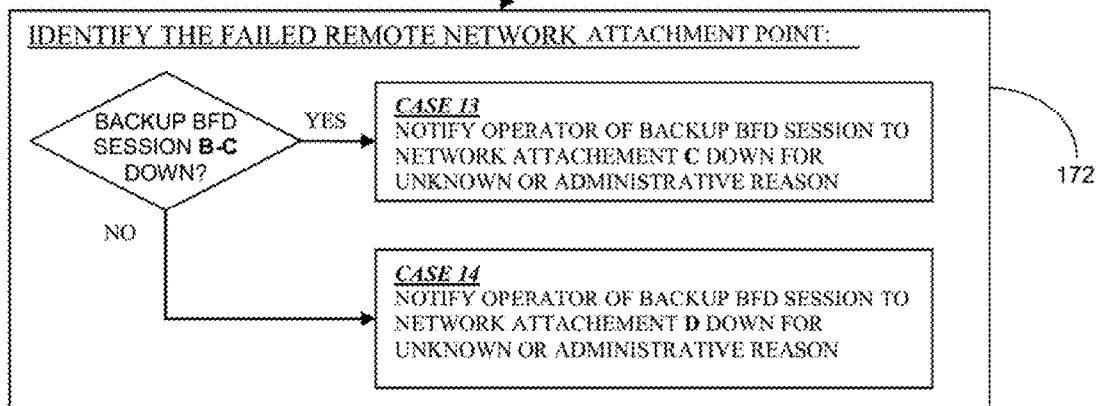 IDENTIFY THE FAILED REMOTE NETWORK ATTACHMENT POINT:
BACKUP BFD
SESSION B-C
DOWN?
YES
CASE 13
NOTIFY OPERATOR OF BACKUP BFD SESSION TO
NETWORK ATTACHEMENT C DOWN FOR
UNKNOWN OR ADMINISTRATIVE REASON
172
NO
CASE 14
NOTIFY OPERATOR OF BACKUP BFD SESSION TO
NETWORK ATTACHEMENT D DOWN FOR
UNKNOWN OR ADMINISTRATIVE REASON